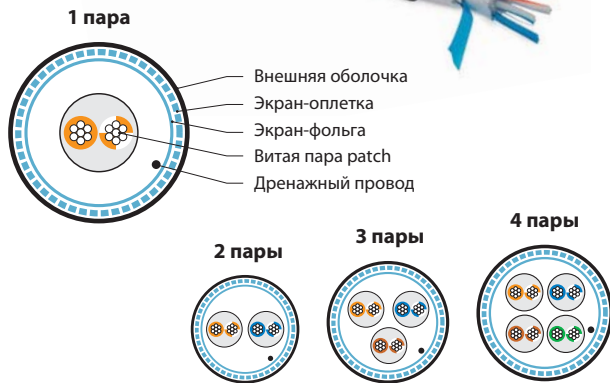 1 пара
Внешняя оболочка
Экран-оплетка
Экран-фольга
Витая пара patch
Дренажный провод
2 пары
3 пары
4 пары